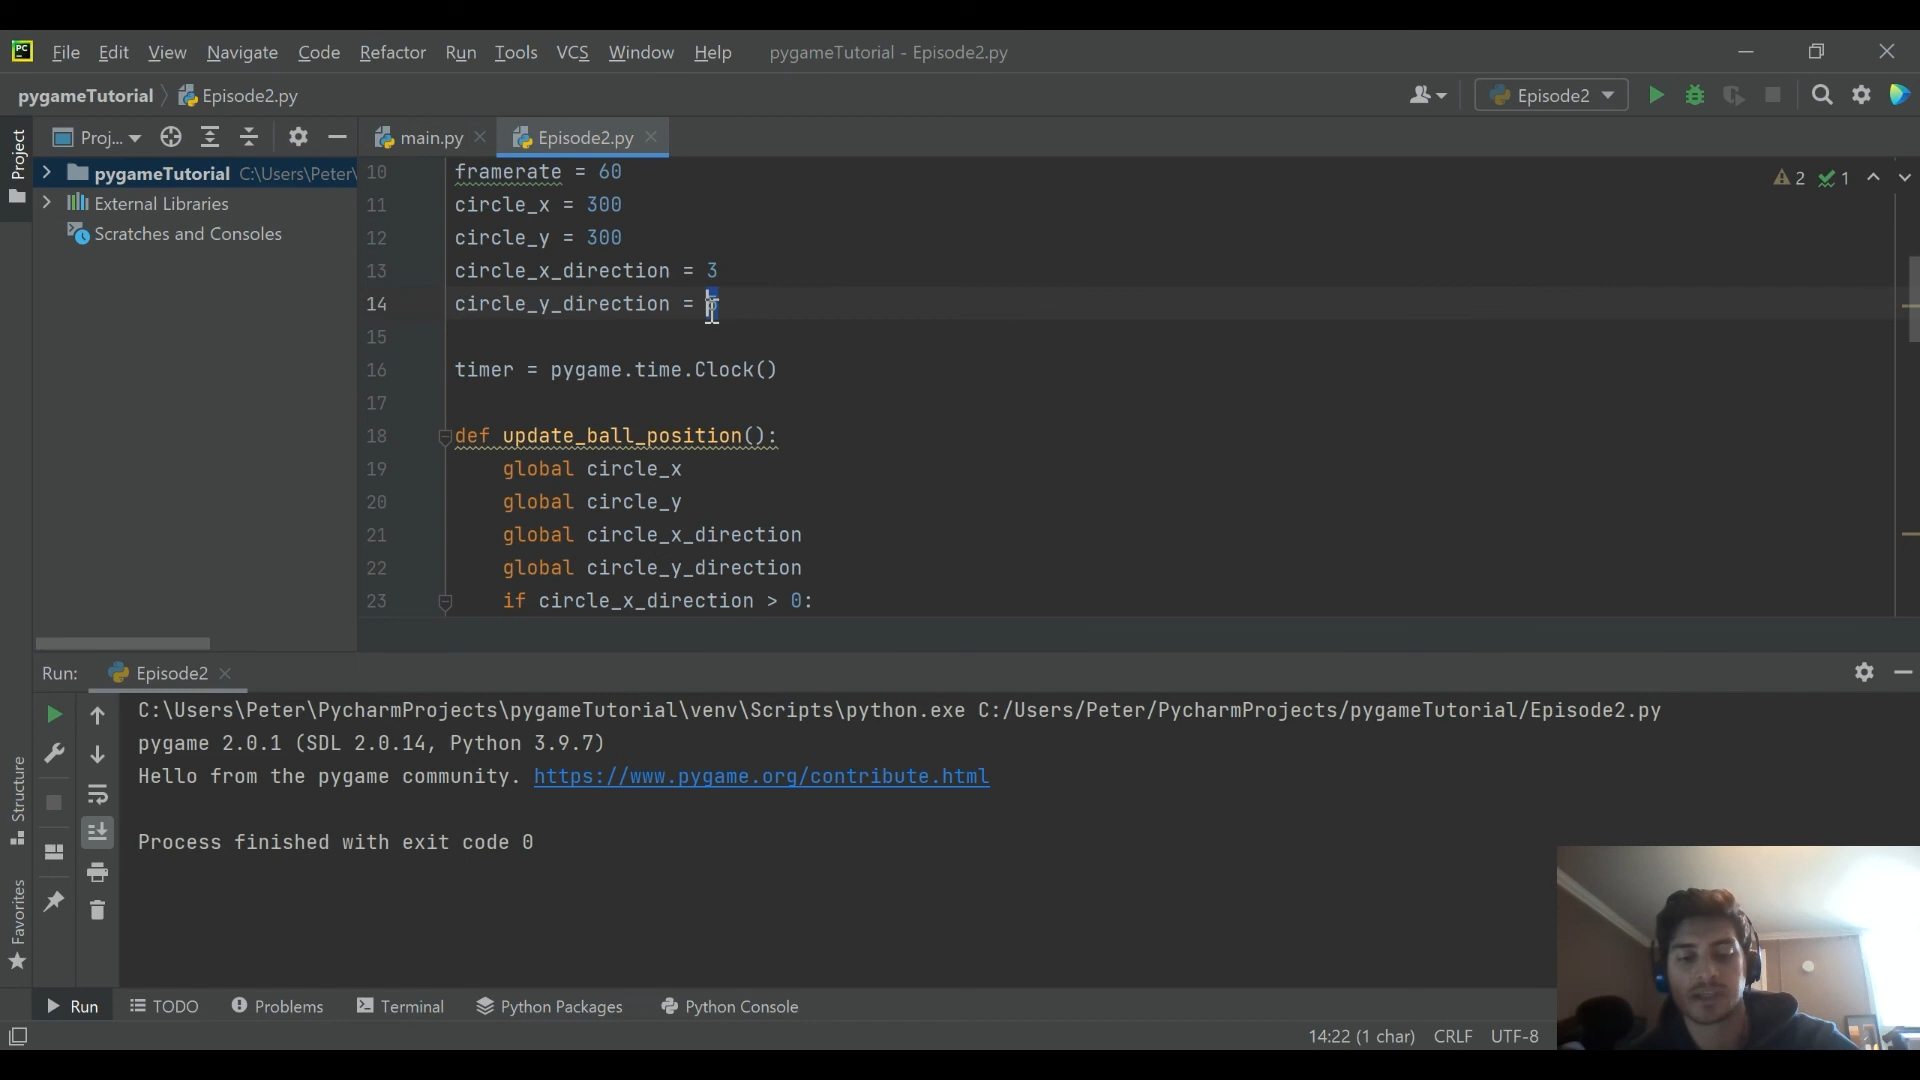 PC File Edit View Navigate Code Refactor Run Tools VCS Window Help pygameTutorial - Episode2.py
pygameTutorial Episode2.py Episode2
Project
Proj...
main.py Episode2.py
pygameTutorial C:\Users\Peter\
External Libraries
Scratches and Consoles
2 1
10 framerate = 60
11 circle_x = 300
12 circle_y = 300
13 circle_x_direction = 3
14 circle_y_direction =
15
16 timer = pygame.time.Clock()
17
18 def update_ball_position():
19 global circle_x
20 global circle_y
21 global circle_x_direction
22 global circle_y_direction
23 if circle_x_direction > 0:
Run: Episode2
C:\Users\Peter\PycharmProjects\pygameTutorial\venv\Scripts\python.exe C:/Users/Peter/PycharmProjects/pygameTutorial/Episode2.py
pygame 2.0.1 (SDL 2.0.14, Python 3.9.7)
Hello from the pygame community. https://www.pygame.org/contribute.html
Process finished with exit code 0
Structure
Favorites
Run TODO Problems Terminal Python Packages Python Console
14:22 (1 char) CRLF UTF-8